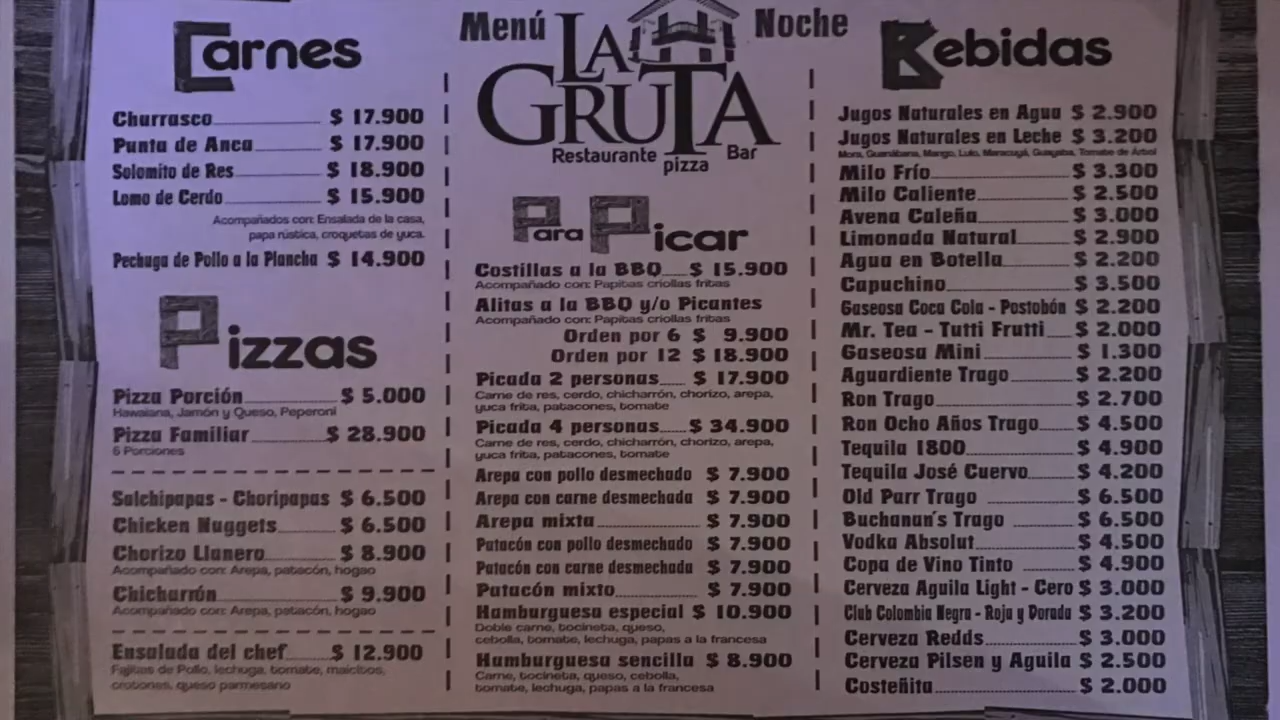 Carnes
Churrasco $ 17.900
Punta de Anca $ 17.900
Solomito de Res $ 18.900
Lomo de Cerdo $ 15.900
Acompañados con: Ensalada de la casa,
papa rústica, croquetas de yuca.
Pechuga de Pollo a la Plancha $ 14.900
Pizzas
Pizza Porción $ 5.000
Hawaiana, Jamón y Queso, Peperoni
Pizza Familiar $ 28.900
6 Porciones
Salchipapas - Choripapas $ 6.500
Chicken Nuggets $ 6.500
Chorizo Llanero $ 8.900
Acompañado con: Arepa, patacón, hogao
Chicharrón $ 9.900
Acompañado con: Arepa, patacón, hogao
Ensalada del chef $ 12.900
Fajitas de Pollo, lechuga, tomate, maicitos,
crotones, queso parmesano
Menú Noche
LA
GRUTA
Restaurante pizza Bar
Para Picar
Costillas a la BBQ $ 15.900
Acompañado con: Papitas criollas fritas
Alitas a la BBQ y/o Picantes
Acompañado con: Papitas criollas fritas
Orden por 6 $ 9.900
Orden por 12 $ 18.900
Picada 2 personas $ 17.900
Carne de res, cerdo, chicharrón, chorizo, arepa,
yuca frita, patacones, tomate
Picada 4 personas $ 34.900
Carne de res, cerdo, chicharrón, chorizo, arepa,
yuca frita, patacones, tomate
Arepa con pollo desmechado $ 7.900
Arepa con carne desmechada $ 7.900
Arepa mixta $ 7.900
Patacón con pollo desmechado $ 7.900
Patacón con carne desmechada $ 7.900
Patacón mixto $ 7.900
Hamburguesa especial $ 10.900
Doble carne, tocineta, queso,
cebolla, tomate, lechuga, papas a la francesa
Hamburguesa sencilla $ 8.900
Carne, tocineta, queso, cebolla,
tomate, lechuga, papas a la francesa
Bebidas
Jugos Naturales en Agua $ 2.900
Jugos Naturales en Leche $ 3.200
Mora, Guanábana, Mango, Lulo, Maracuyá, Guayaba, Tomate de Árbol
Milo Frío $ 3.300
Milo Caliente $ 2.500
Avena Caleña $ 3.000
Limonada Natural $ 2.900
Agua en Botella $ 2.200
Capuchino $ 3.500
Gaseosa Coca Cola - Postobón $ 2.200
Mr. Tea - Tutti Frutti $ 2.000
Gaseosa Mini $ 1.300
Aguardiente Trago $ 2.200
Ron Trago $ 2.700
Ron Ocho Años Trago $ 4.500
Tequila 1800 $ 4.900
Tequila José Cuervo $ 4.200
Old Parr Trago $ 6.500
Buchanan's Trago $ 6.500
Vodka Absolut $ 4.500
Copa de Vino Tinto $ 4.900
Cerveza Aguila Light - Cero $ 3.000
Club Colombia Negra - Roja y Dorada $ 3.200
Cerveza Redds $ 3.000
Cerveza Pilsen y Aguila $ 2.500
Costeñita $ 2.000